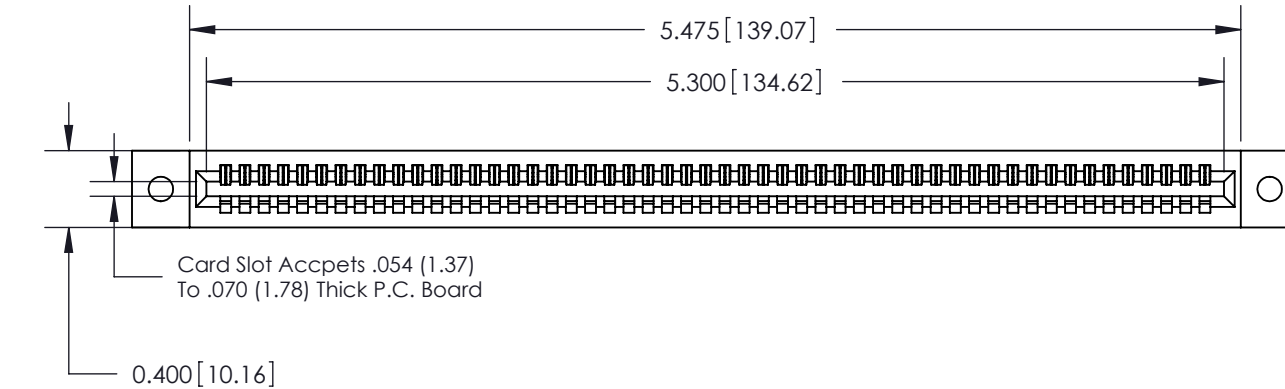 5.475 [139.07]
5.300 [134.62]
Card Slot Accpets .054 (1.37)
To .070 (1.78) Thick P.C. Board
0.400 [10.16]